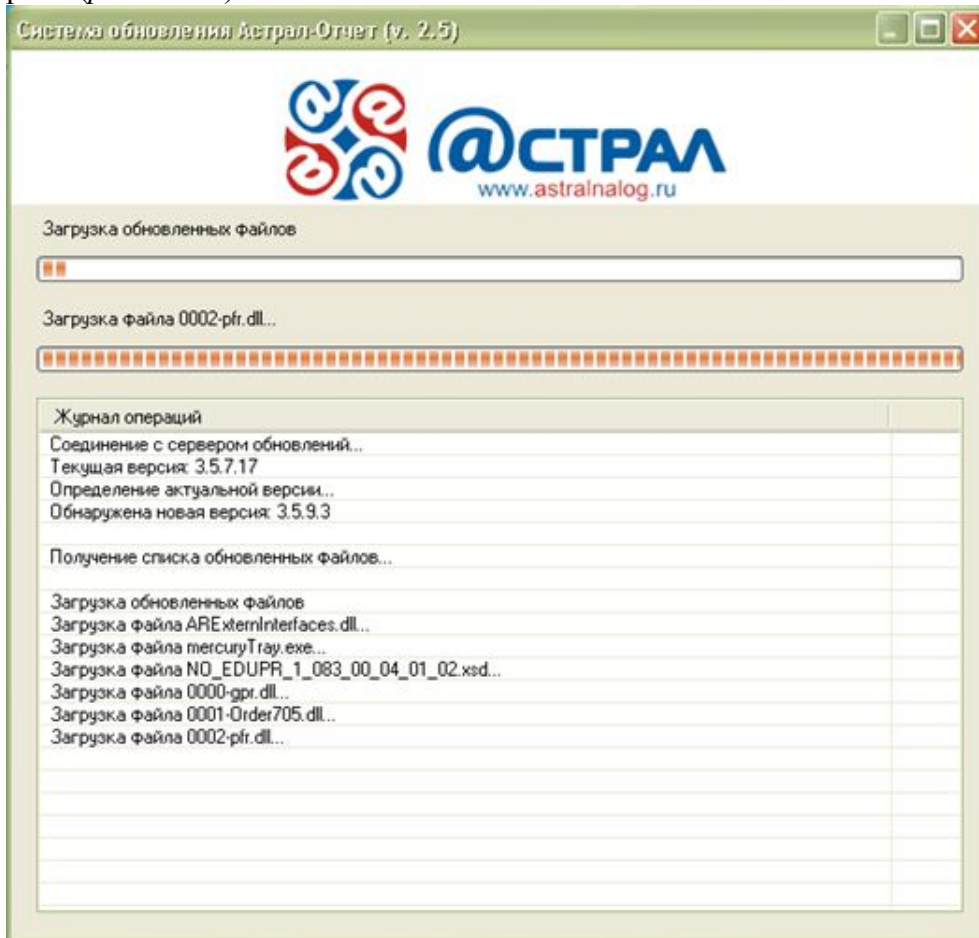 Система обновления Астрал-Отчет (v. 2.5)
@СТРАЛ
www.astralnalog.ru
Загрузка обновленных файлов
Загрузка файла 0002-pfr.dll...
Журнал операций
Соединение с сервером обновлений...
Текущая версия: 3.5.7.17
Определение актуальной версии...
Обнаружена новая версия: 3.5.9.3
Получение списка обновленных файлов...
Загрузка обновленных файлов
Загрузка файла ARExternInterfaces.dll...
Загрузка файла mercuryTray.exe...
Загрузка файла NO_EDUPR_1_083_00_04_01_02.xsd...
Загрузка файла 0000-gpr.dll...
Загрузка файла 0001-Order705.dll...
Загрузка файла 0002-pfr.dll...